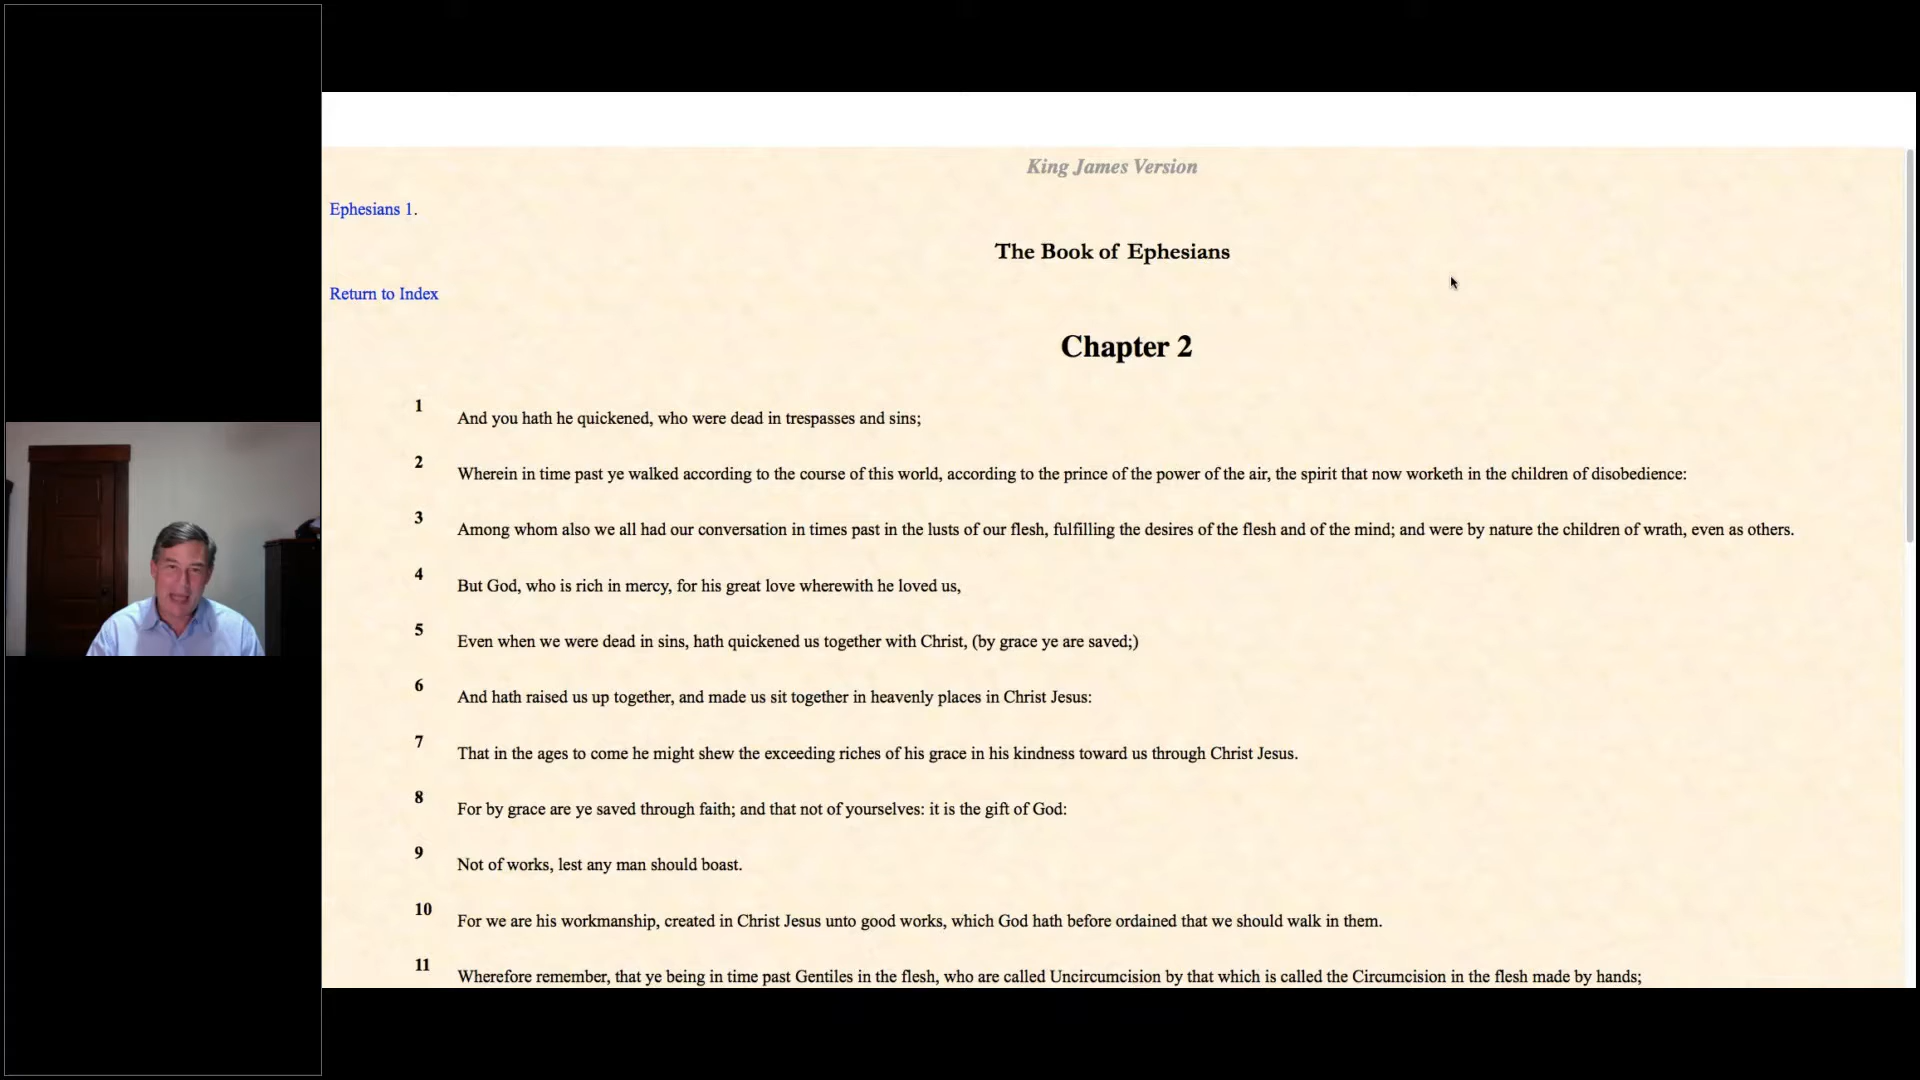 King James Version
Ephesians 1.
The Book of Ephesians
Return to Index
Chapter 2
1
And you hath he quickened, who were dead in trespasses and sins;
2
Wherein in time past ye walked according to the course of this world, according to the prince of the power of the air, the spirit that now worketh in the children of disobedience:
3
Among whom also we all had our conversation in times past in the lusts of our flesh, fulfilling the desires of the flesh and of the mind; and were by nature the children of wrath, even as others.
4
But God, who is rich in mercy, for his great love wherewith he loved us,
5
Even when we were dead in sins, hath quickened us together with Christ, (by grace ye are saved;)
6
And hath raised us up together, and made us sit together in heavenly places in Christ Jesus:
7
That in the ages to come he might shew the exceeding riches of his grace in his kindness toward us through Christ Jesus.
8
For by grace are ye saved through faith; and that not of yourselves: it is the gift of God:
9
Not of works, lest any man should boast.
10
For we are his workmanship, created in Christ Jesus unto good works, which God hath before ordained that we should walk in them.
11
Wherefore remember, that ye being in time past Gentiles in the flesh, who are called Uncircumcision by that which is called the Circumcision in the flesh made by hands;